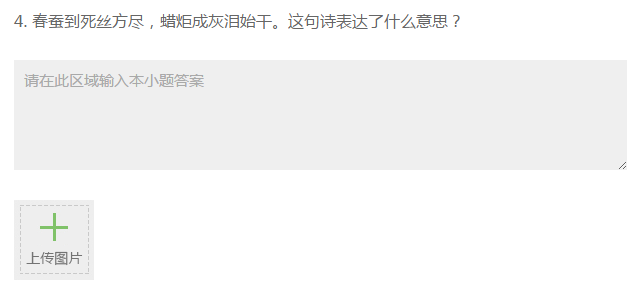 4. 春蚕到死丝方尽，蜡炬成灰泪始干。这句诗表达了什么意思？
请在此区域输入本小题答案
上传图片